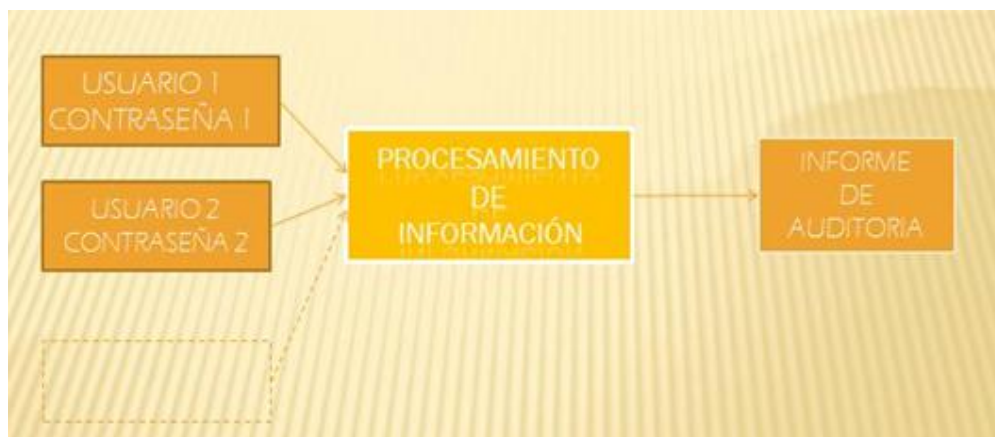 USUARIO 1
CONTRASEÑA 1
USUARIO 2
CONTRASEÑA 2
PROCESAMIENTO
DE
INFORMACIÓN
INFORME
DE
AUDITORIA